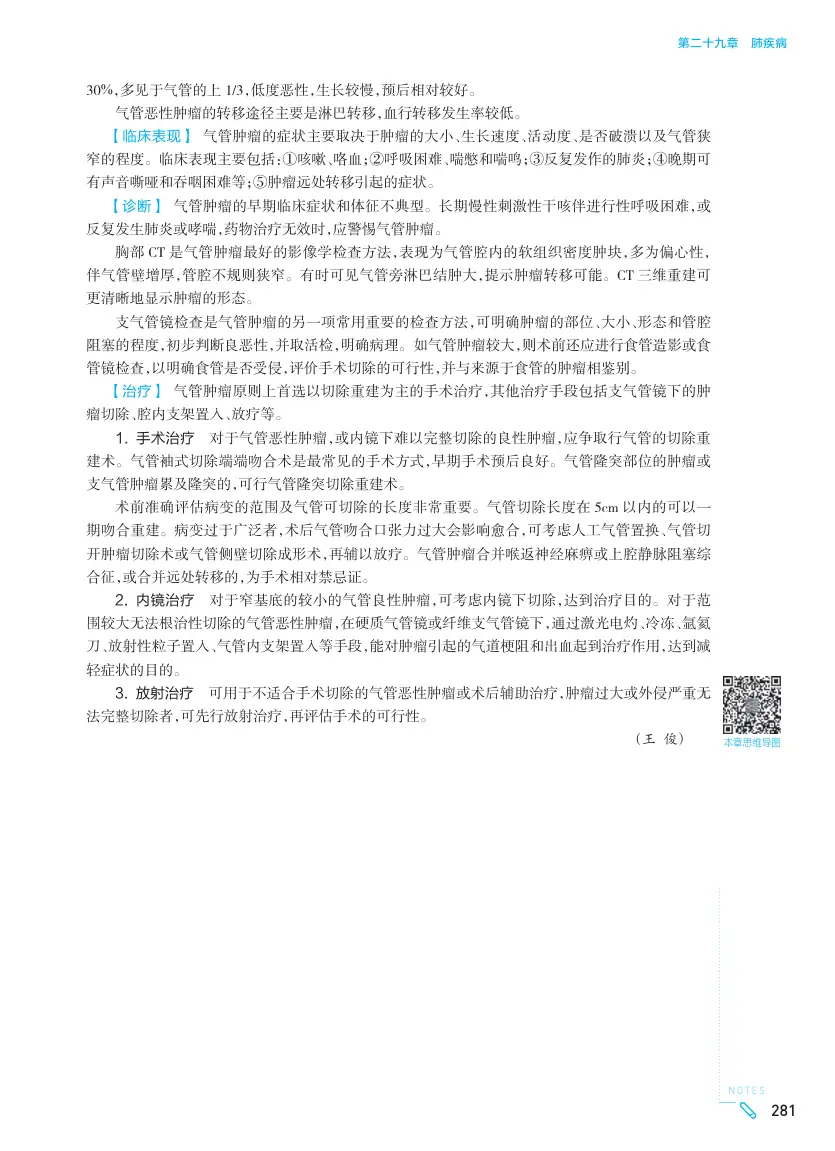 第二十九章 肺疾病
30%,多见于气管的上 1/3,低度恶性,生长较慢,预后相对较好。
气管恶性肿瘤的转移途径主要是淋巴转移,血行转移发生率较低。
【临床表现】 气管肿瘤的症状主要取决于肿瘤的大小、生长速度、活动度、是否破溃以及气管狭
窄的程度。临床表现主要包括:①咳嗽、咯血;②呼吸困难、喘憋和喘鸣;③反复发作的肺炎;④晚期可
有声音嘶哑和吞咽困难等;⑤肿瘤远处转移引起的症状。
【诊断】 气管肿瘤的早期临床症状和体征不典型。长期慢性刺激性干咳伴进行性呼吸困难,或
反复发生肺炎或哮喘,药物治疗无效时,应警惕气管肿瘤。
胸部 CT 是气管肿瘤最好的影像学检查方法,表现为气管腔内的软组织密度肿块,多为偏心性,
伴气管壁增厚,管腔不规则狭窄。有时可见气管旁淋巴结肿大,提示肿瘤转移可能。CT 三维重建可
更清晰地显示肿瘤的形态。
支气管镜检查是气管肿瘤的另一项常用重要的检查方法,可明确肿瘤的部位、大小、形态和管腔
阻塞的程度,初步判断良恶性,并取活检,明确病理。如气管肿瘤较大,则术前还应进行食管造影或食
管镜检查,以明确食管是否受侵,评价手术切除的可行性,并与来源于食管的肿瘤相鉴别。
【治疗】 气管肿瘤原则上首选以切除重建为主的手术治疗,其他治疗手段包括支气管镜下的肿
瘤切除、腔内支架置入、放疗等。
1. 手术治疗 对于气管恶性肿瘤,或内镜下难以完整切除的良性肿瘤,应争取行气管的切除重
建术。气管袖式切除端端吻合术是最常见的手术方式,早期手术预后良好。气管隆突部位的肿瘤或
支气管肿瘤累及隆突的,可行气管隆突切除重建术。
术前准确评估病变的范围及气管可切除的长度非常重要。气管切除长度在 5cm 以内的可以一
期吻合重建。病变过于广泛者,术后气管吻合口张力过大会影响愈合,可考虑人工气管置换、气管切
开肿瘤切除术或气管侧壁切除成形术,再辅以放疗。气管肿瘤合并喉返神经麻痹或上腔静脉阻塞综
合征,或合并远处转移的,为手术相对禁忌证。
2. 内镜治疗 对于窄基底的较小的气管良性肿瘤,可考虑内镜下切除,达到治疗目的。对于范
围较大无法根治性切除的气管恶性肿瘤,在硬质气管镜或纤维支气管镜下,通过激光电灼、冷冻、氩氦
刀、放射性粒子置入、气管内支架置入等手段,能对肿瘤引起的气道梗阻和出血起到治疗作用,达到减
轻症状的目的。
3. 放射治疗 可用于不适合手术切除的气管恶性肿瘤或术后辅助治疗,肿瘤过大或外侵严重无
法完整切除者,可先行放射治疗,再评估手术的可行性。
(王 俊)
本章思维导图
NOTES
281